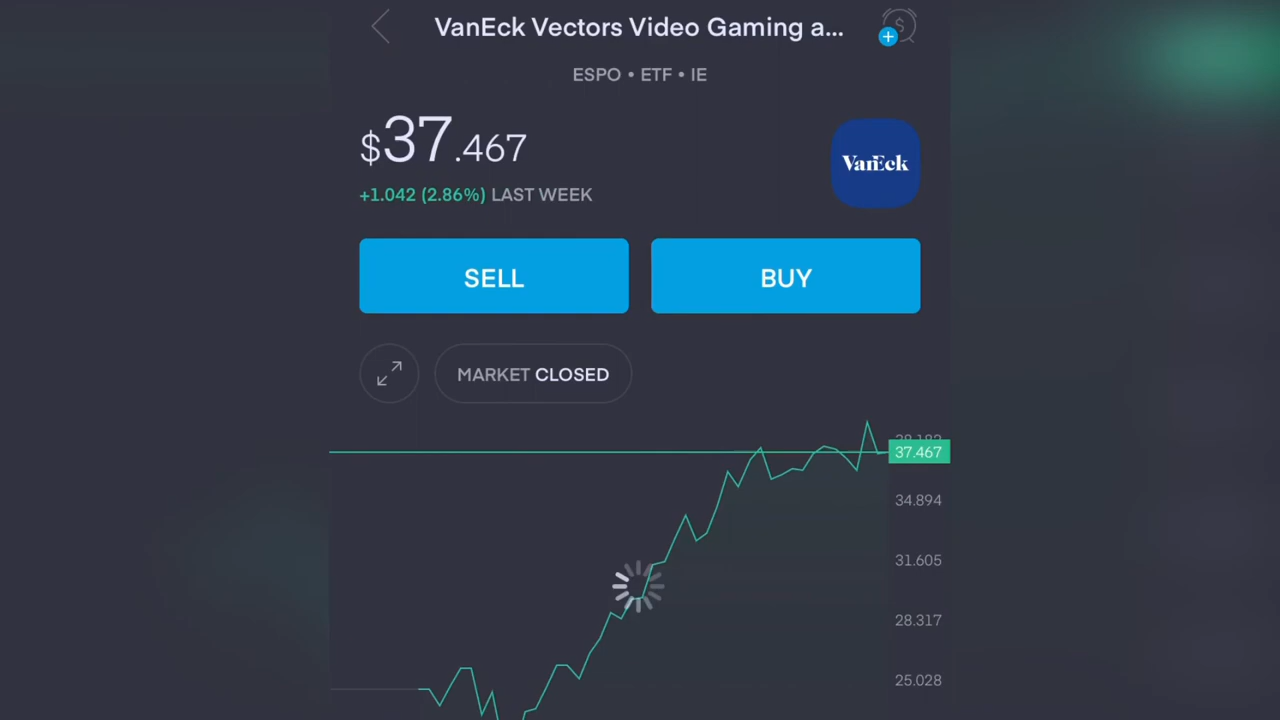 VanEck Vectors Video Gaming a...
ESPO • ETF • IE
$37.467
+1.042 (2.86%) LAST WEEK
VanEck
SELL
BUY
MARKET CLOSED
37.467
34.894
31.605
28.317
25.028